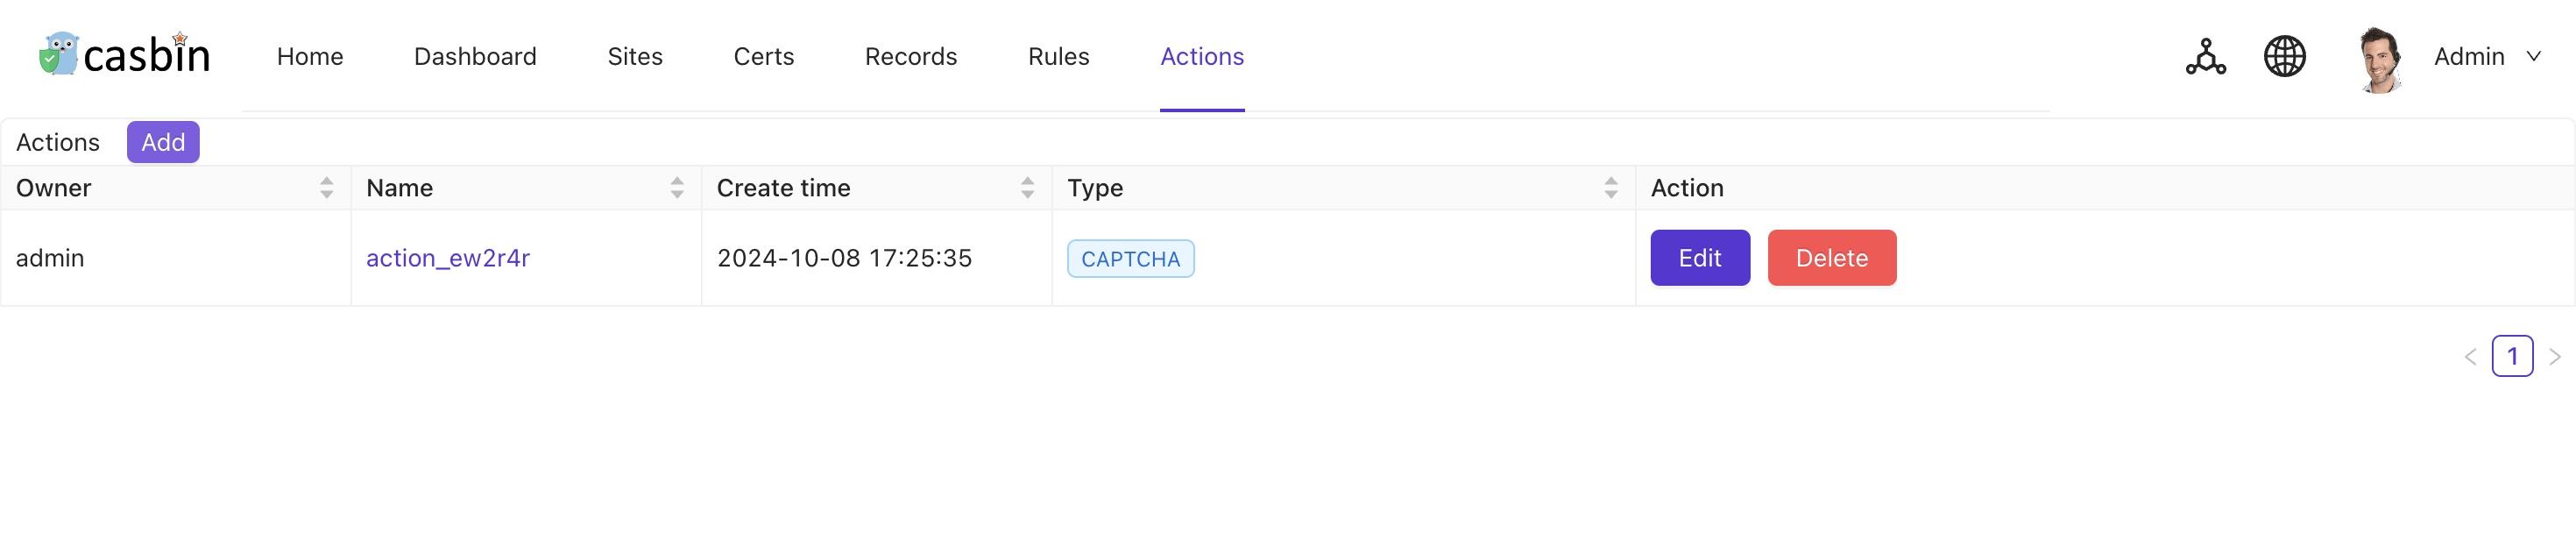 casbin Home Dashboard Sites Certs Records Rules Actions Admin
Actions Add
Owner Name Create time Type Action
admin action_ew2r4r 2024-10-08 17:25:35 CAPTCHA Edit Delete
1